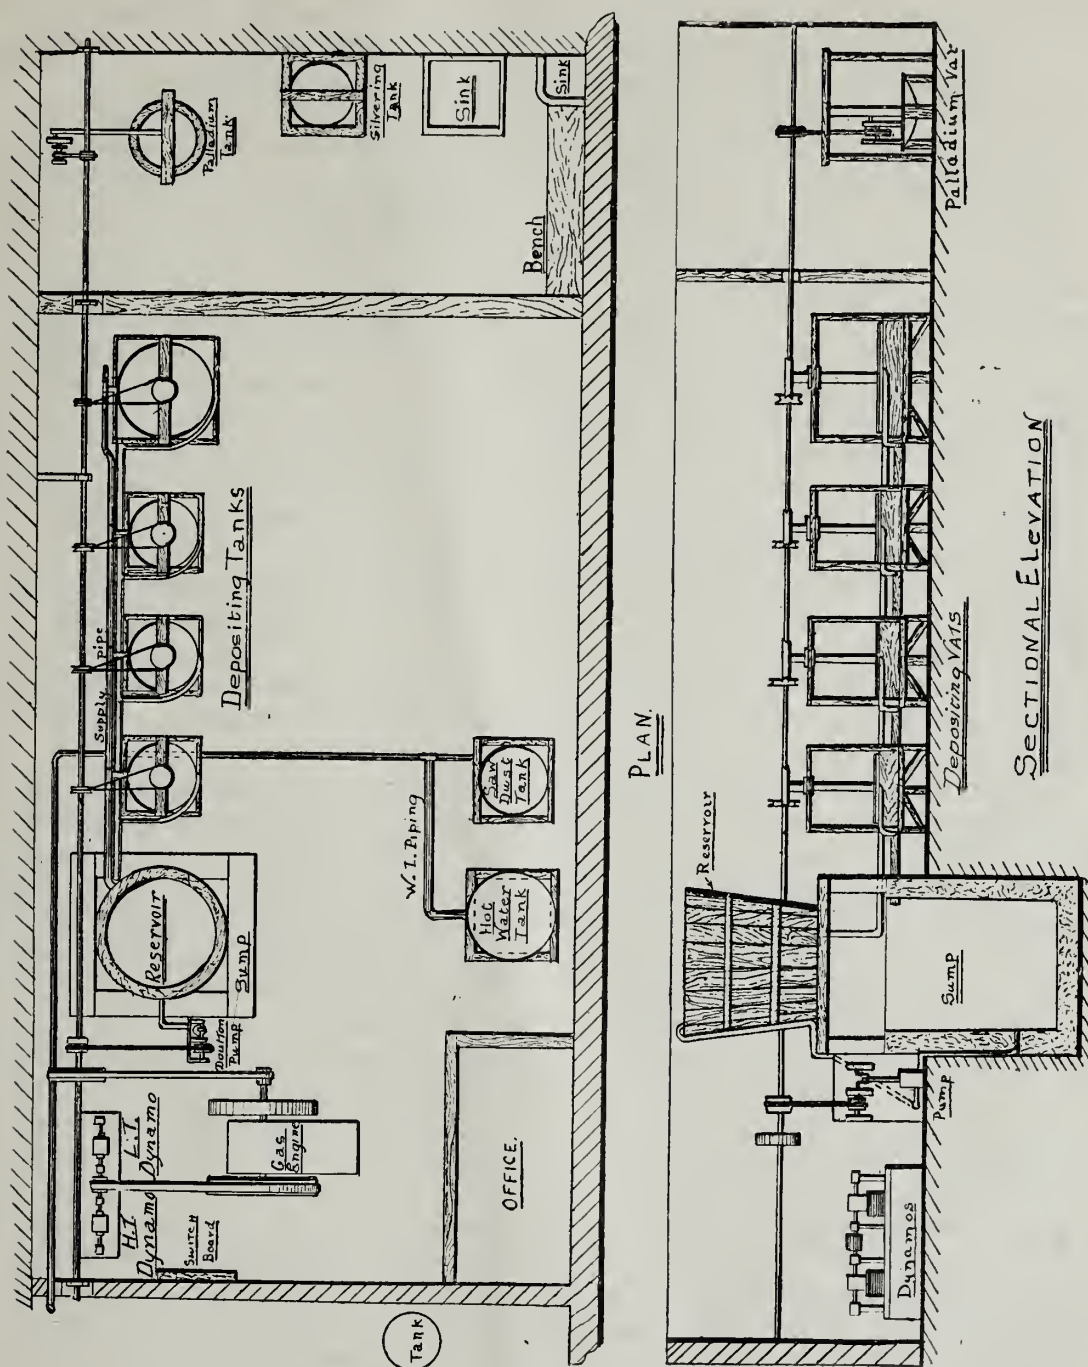 Palladium
Tank
Silvering
Tank
Sink
Sink
Bench
Supply pipe
Depositing Tanks
Reservoir
Sump
Doulton
Pump
W. I. Piping
Saw
Dust
Tank
Hot
Water
Tank
L.T.
Dynamo
H.T.
Dynamo
Switch
Board
Gas
Engine
OFFICE.
Tank
PLAN.
Palladium Vat
Reservoir
Depositing VATS
Sump
Pump
Dynamos
SECTIONAL ELEVATION